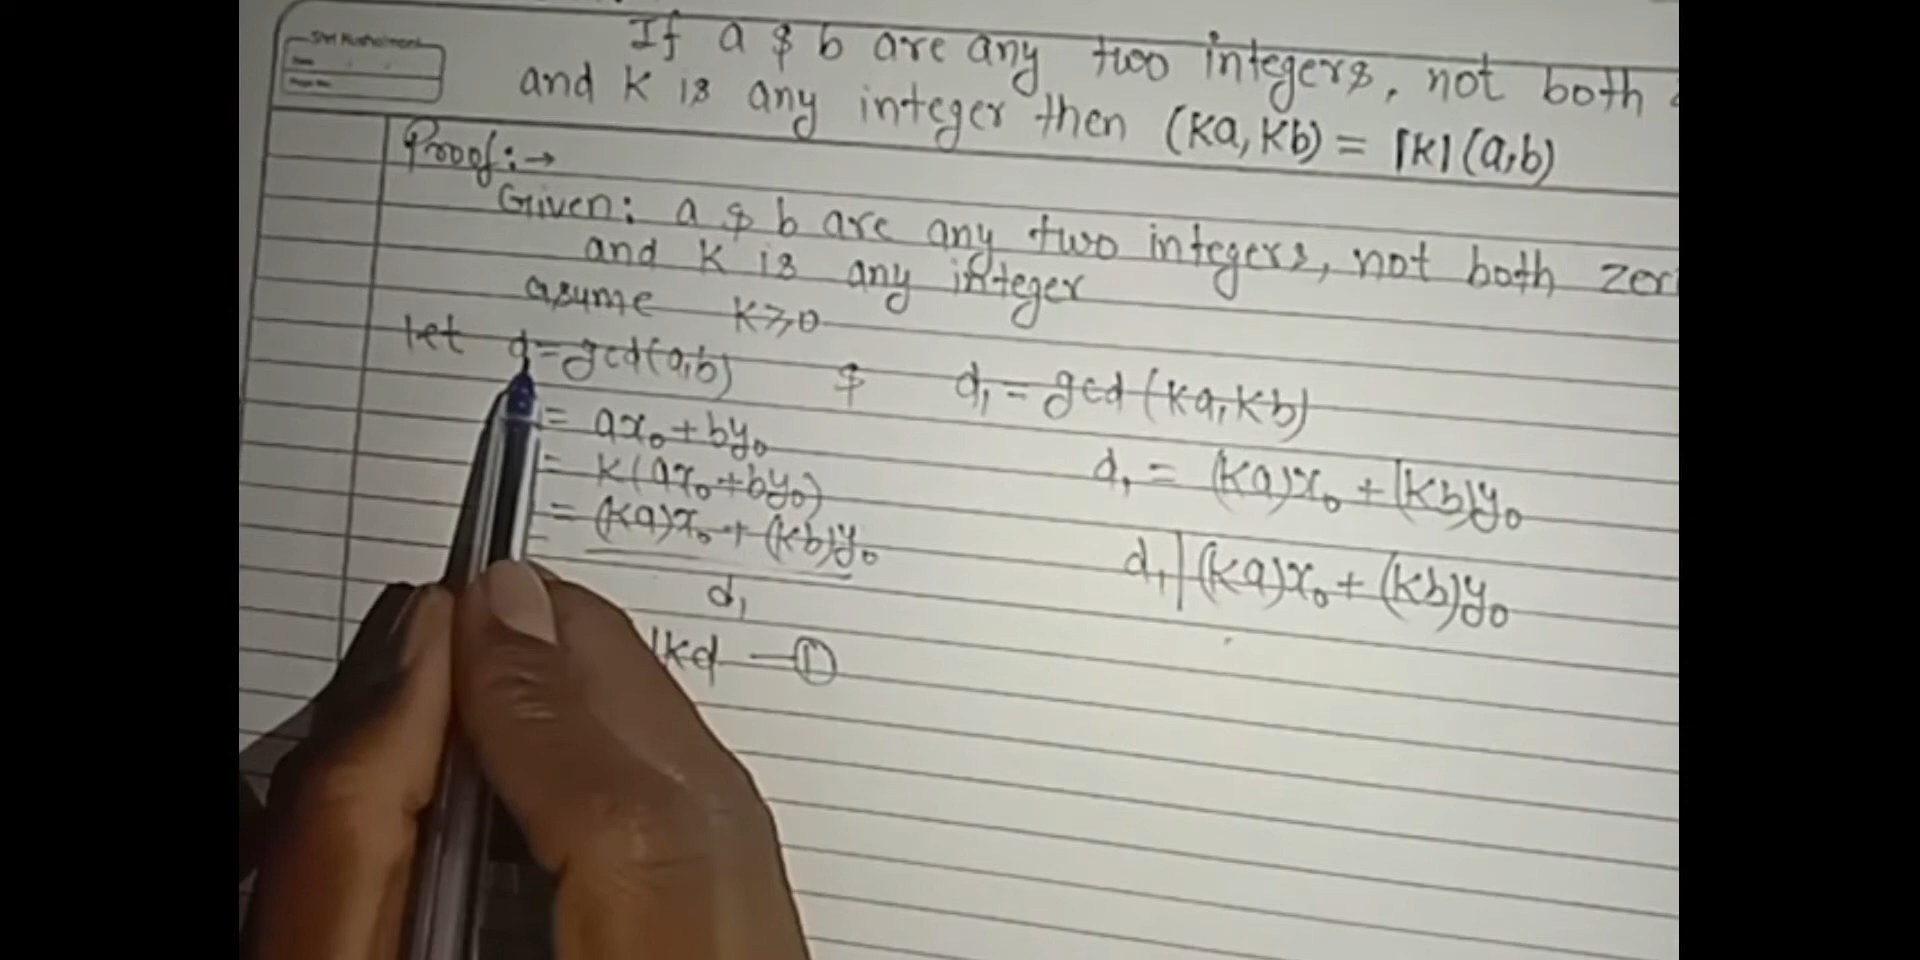 If a & b are any two integers, not both
and K is any integer then (Ka, Kb) = |K| (a,b)
Proof :→
Given: a & b are any two integers, not both zer
and K is any integer
asume K≥0
let d=gcd(a,b) & d₁ = gcd (Ka, Kb)
= ax₀ + by₀
d₁ = (Ka)x₀ + (Kb)y₀
= K(ax₀+by₀)
= (Ka)x₀ + (Kb)y₀
d₁ | (Ka)x₀ + (Kb)y₀
d₁
|Kd —①